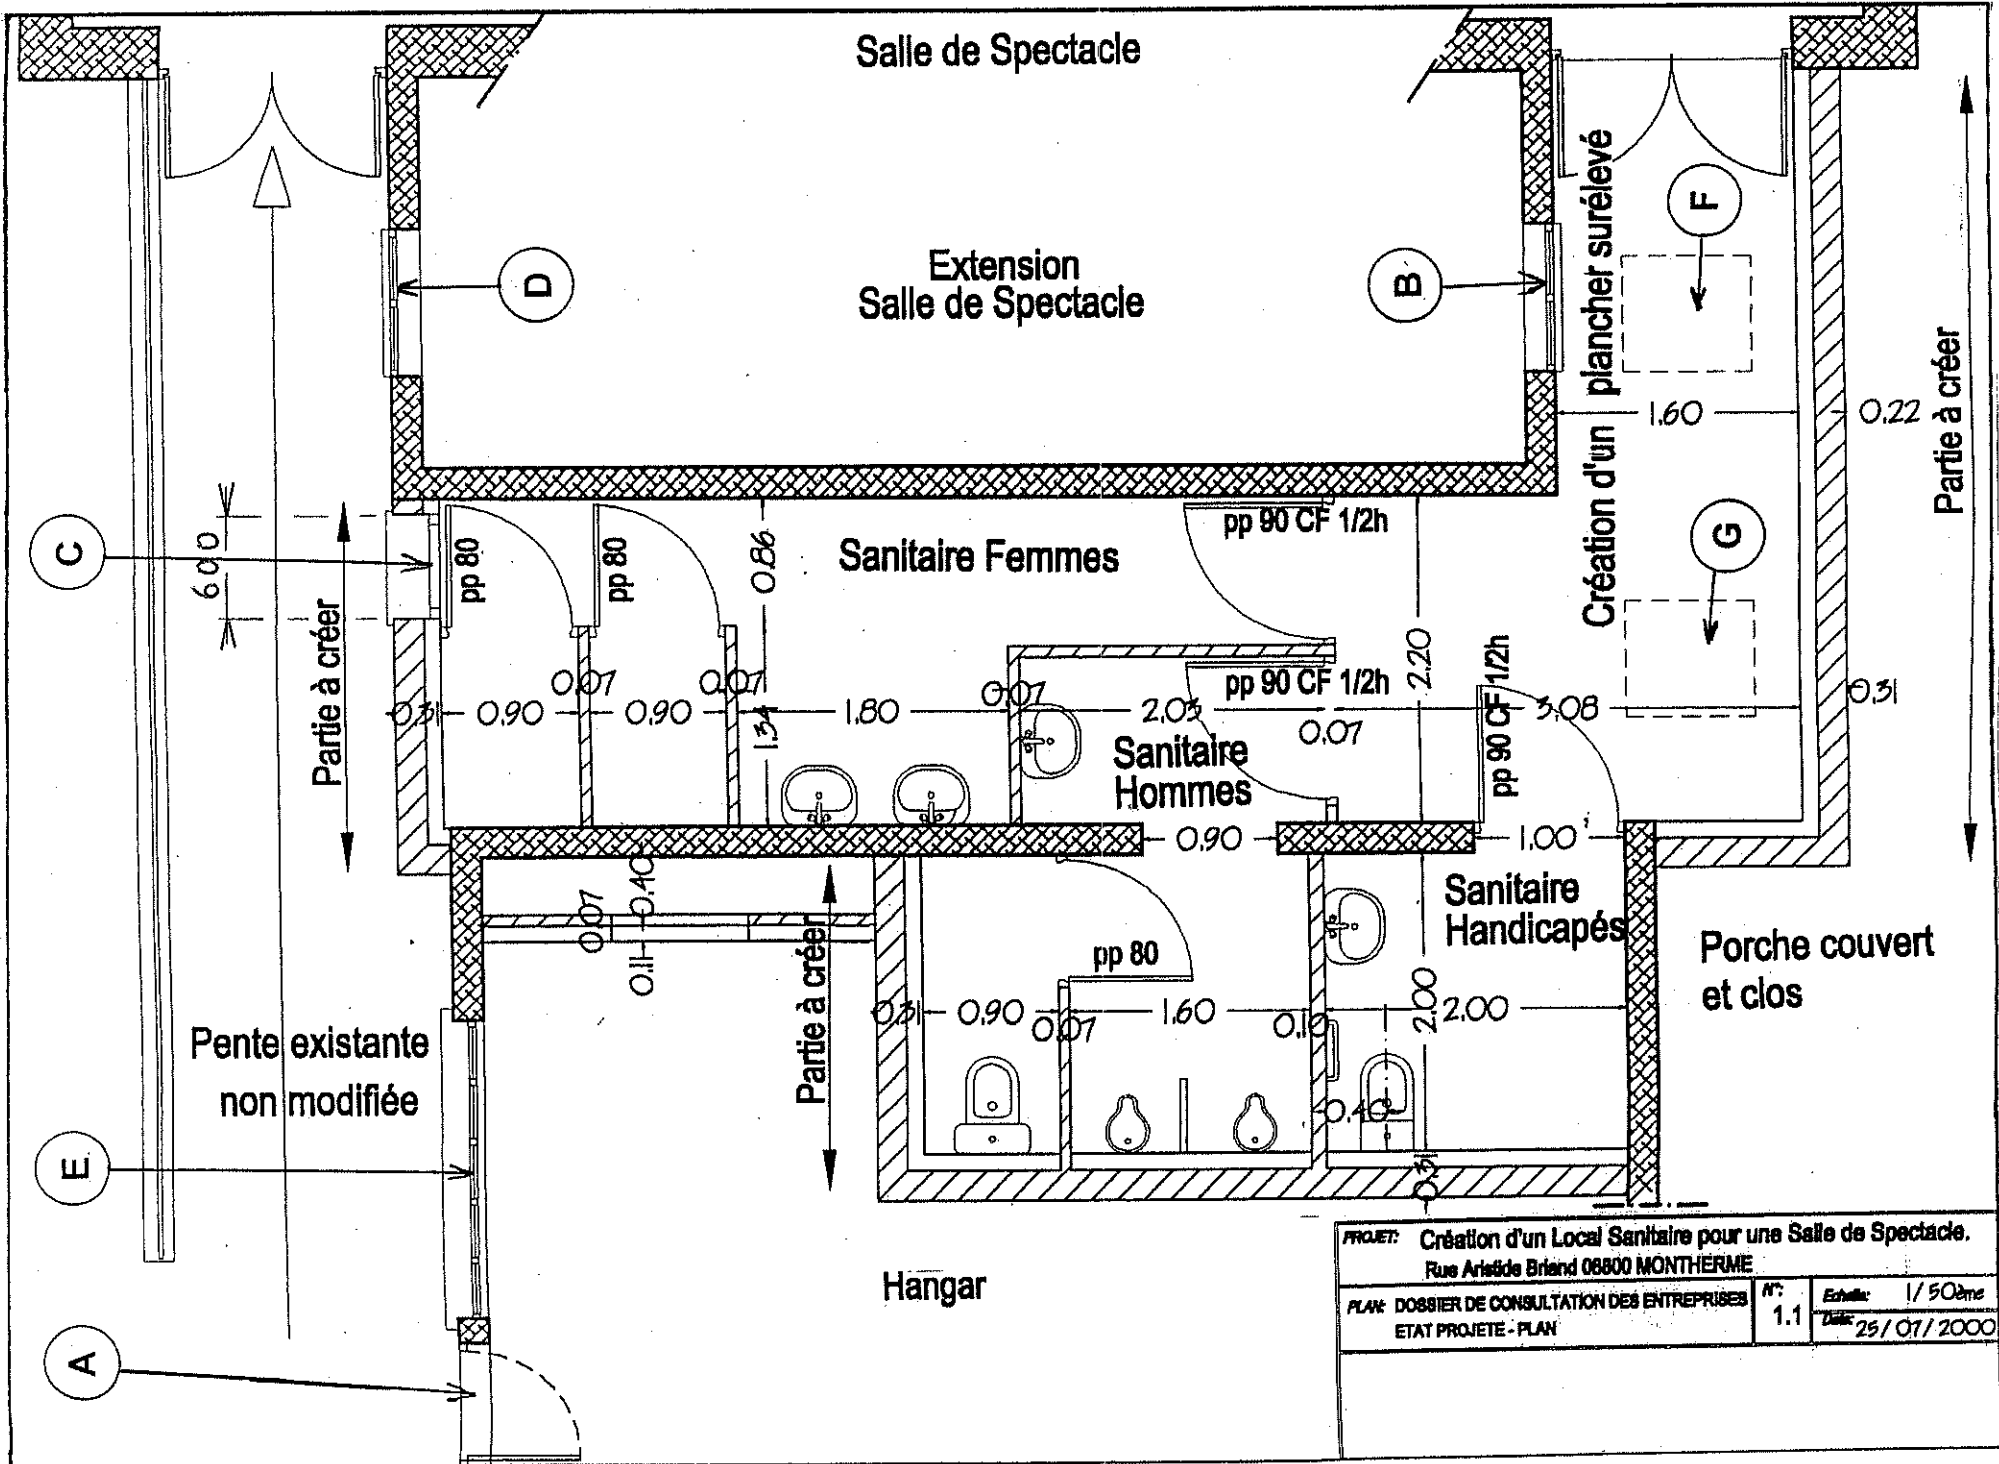 Salle de Spectacle
Extension
Salle de Spectacle
D
B
F
Création d'un plancher surélevé
1.60
0.22
Partie à créer
C
600
Partie à créer
pp 80
pp 80
0.86
Sanitaire Femmes
pp 90 CF 1/2h
G
2.20
pp 90 CF 1/2h
pp 90 CF 1/2h
0.31
0.90
0.07
0.90
0.07
1.34
1.80
0.07
2.03
0.07
3.08
0.31
Sanitaire
Hommes
0.90
1.00
0.40
0.07
0.11
Partie à créer
pp 80
Sanitaire
Handicapés
Porche couvert
et clos
0.31
0.90
0.07
1.60
0.10
2.00
2.00
0.40
0.31
Pente existante
non modifiée
E
A
Hangar
PROJET: Création d'un Local Sanitaire pour une Salle de Spectacle.
Rue Aristide Briand 08800 MONTHERME
PLAN: DOSSIER DE CONSULTATION DES ENTREPRISES
ETAT PROJETE - PLAN
N°:
1.1
Echelle: 1/50ème
Date: 25/07/2000